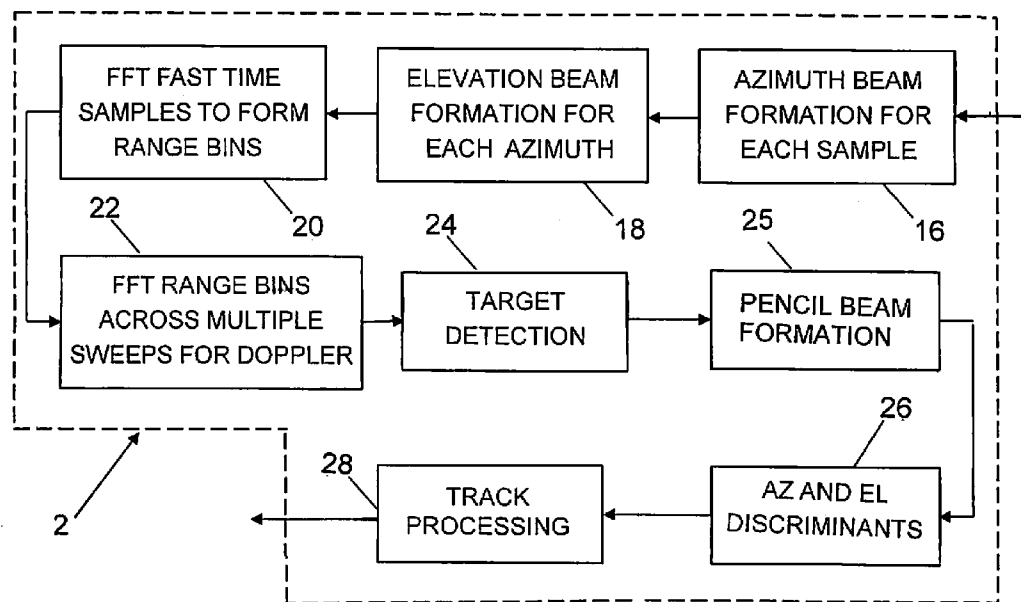 FFT FAST TIME
SAMPLES TO FORM
RANGE BINS
20
ELEVATION BEAM
FORMATION FOR
EACH AZIMUTH
18
AZIMUTH BEAM
FORMATION FOR
EACH SAMPLE
16
22
FFT RANGE BINS
ACROSS MULTIPLE
SWEEPS FOR DOPPLER
24
TARGET
DETECTION
25
PENCIL BEAM
FORMATION
26
AZ AND EL
DISCRIMINANTS
28
TRACK
PROCESSING
2